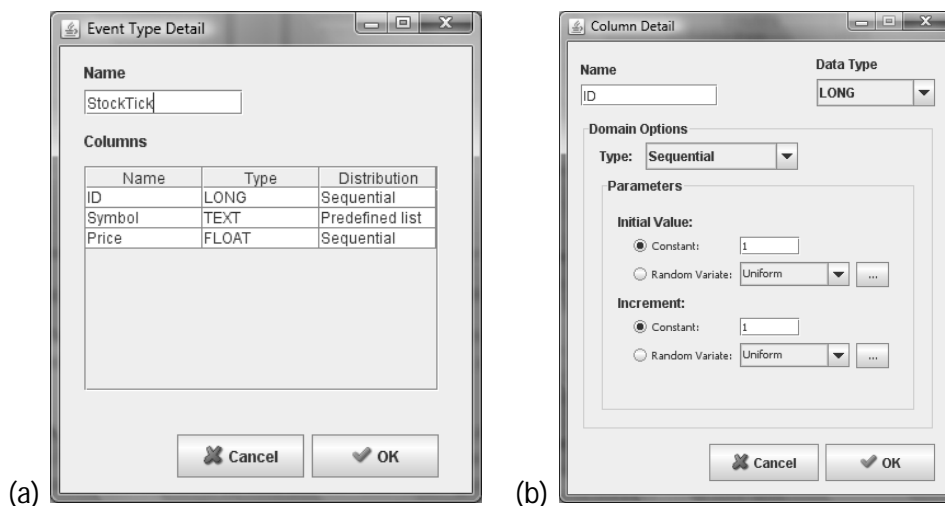 Event Type Detail
Name
StockTick
Columns
Name Type Distribution
ID LONG Sequential
Symbol TEXT Predefined list
Price FLOAT Sequential
Cancel OK
(a)
Column Detail
Name Data Type
ID LONG
Domain Options
Type: Sequential
Parameters
Initial Value:
Constant: 1
Random Variate: Uniform ...
Increment:
Constant: 1
Random Variate: Uniform ...
Cancel OK
(b)